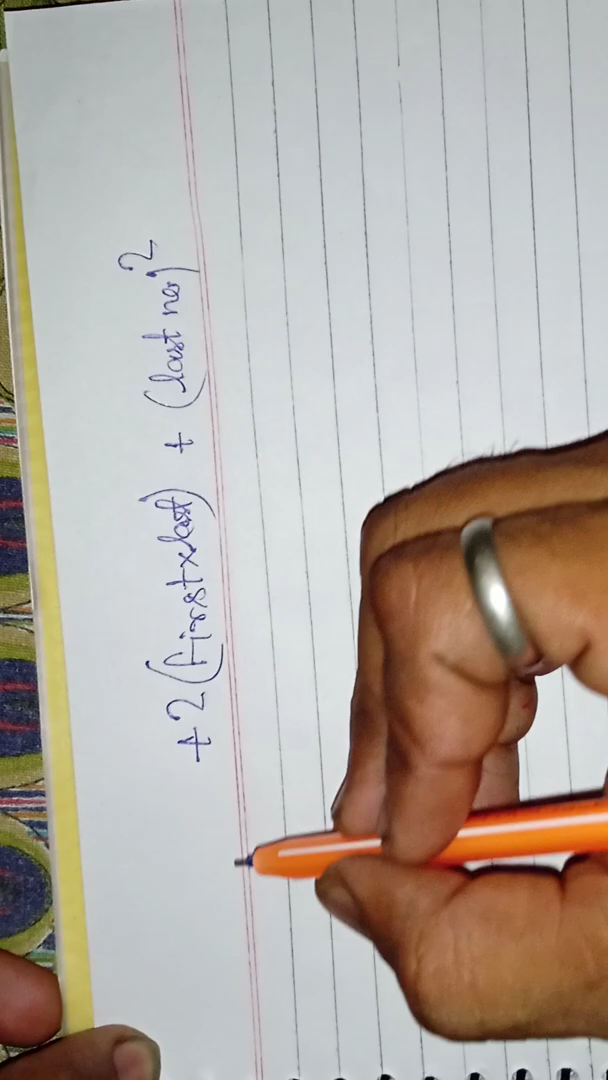 + 2 (first x last) + (last no)2